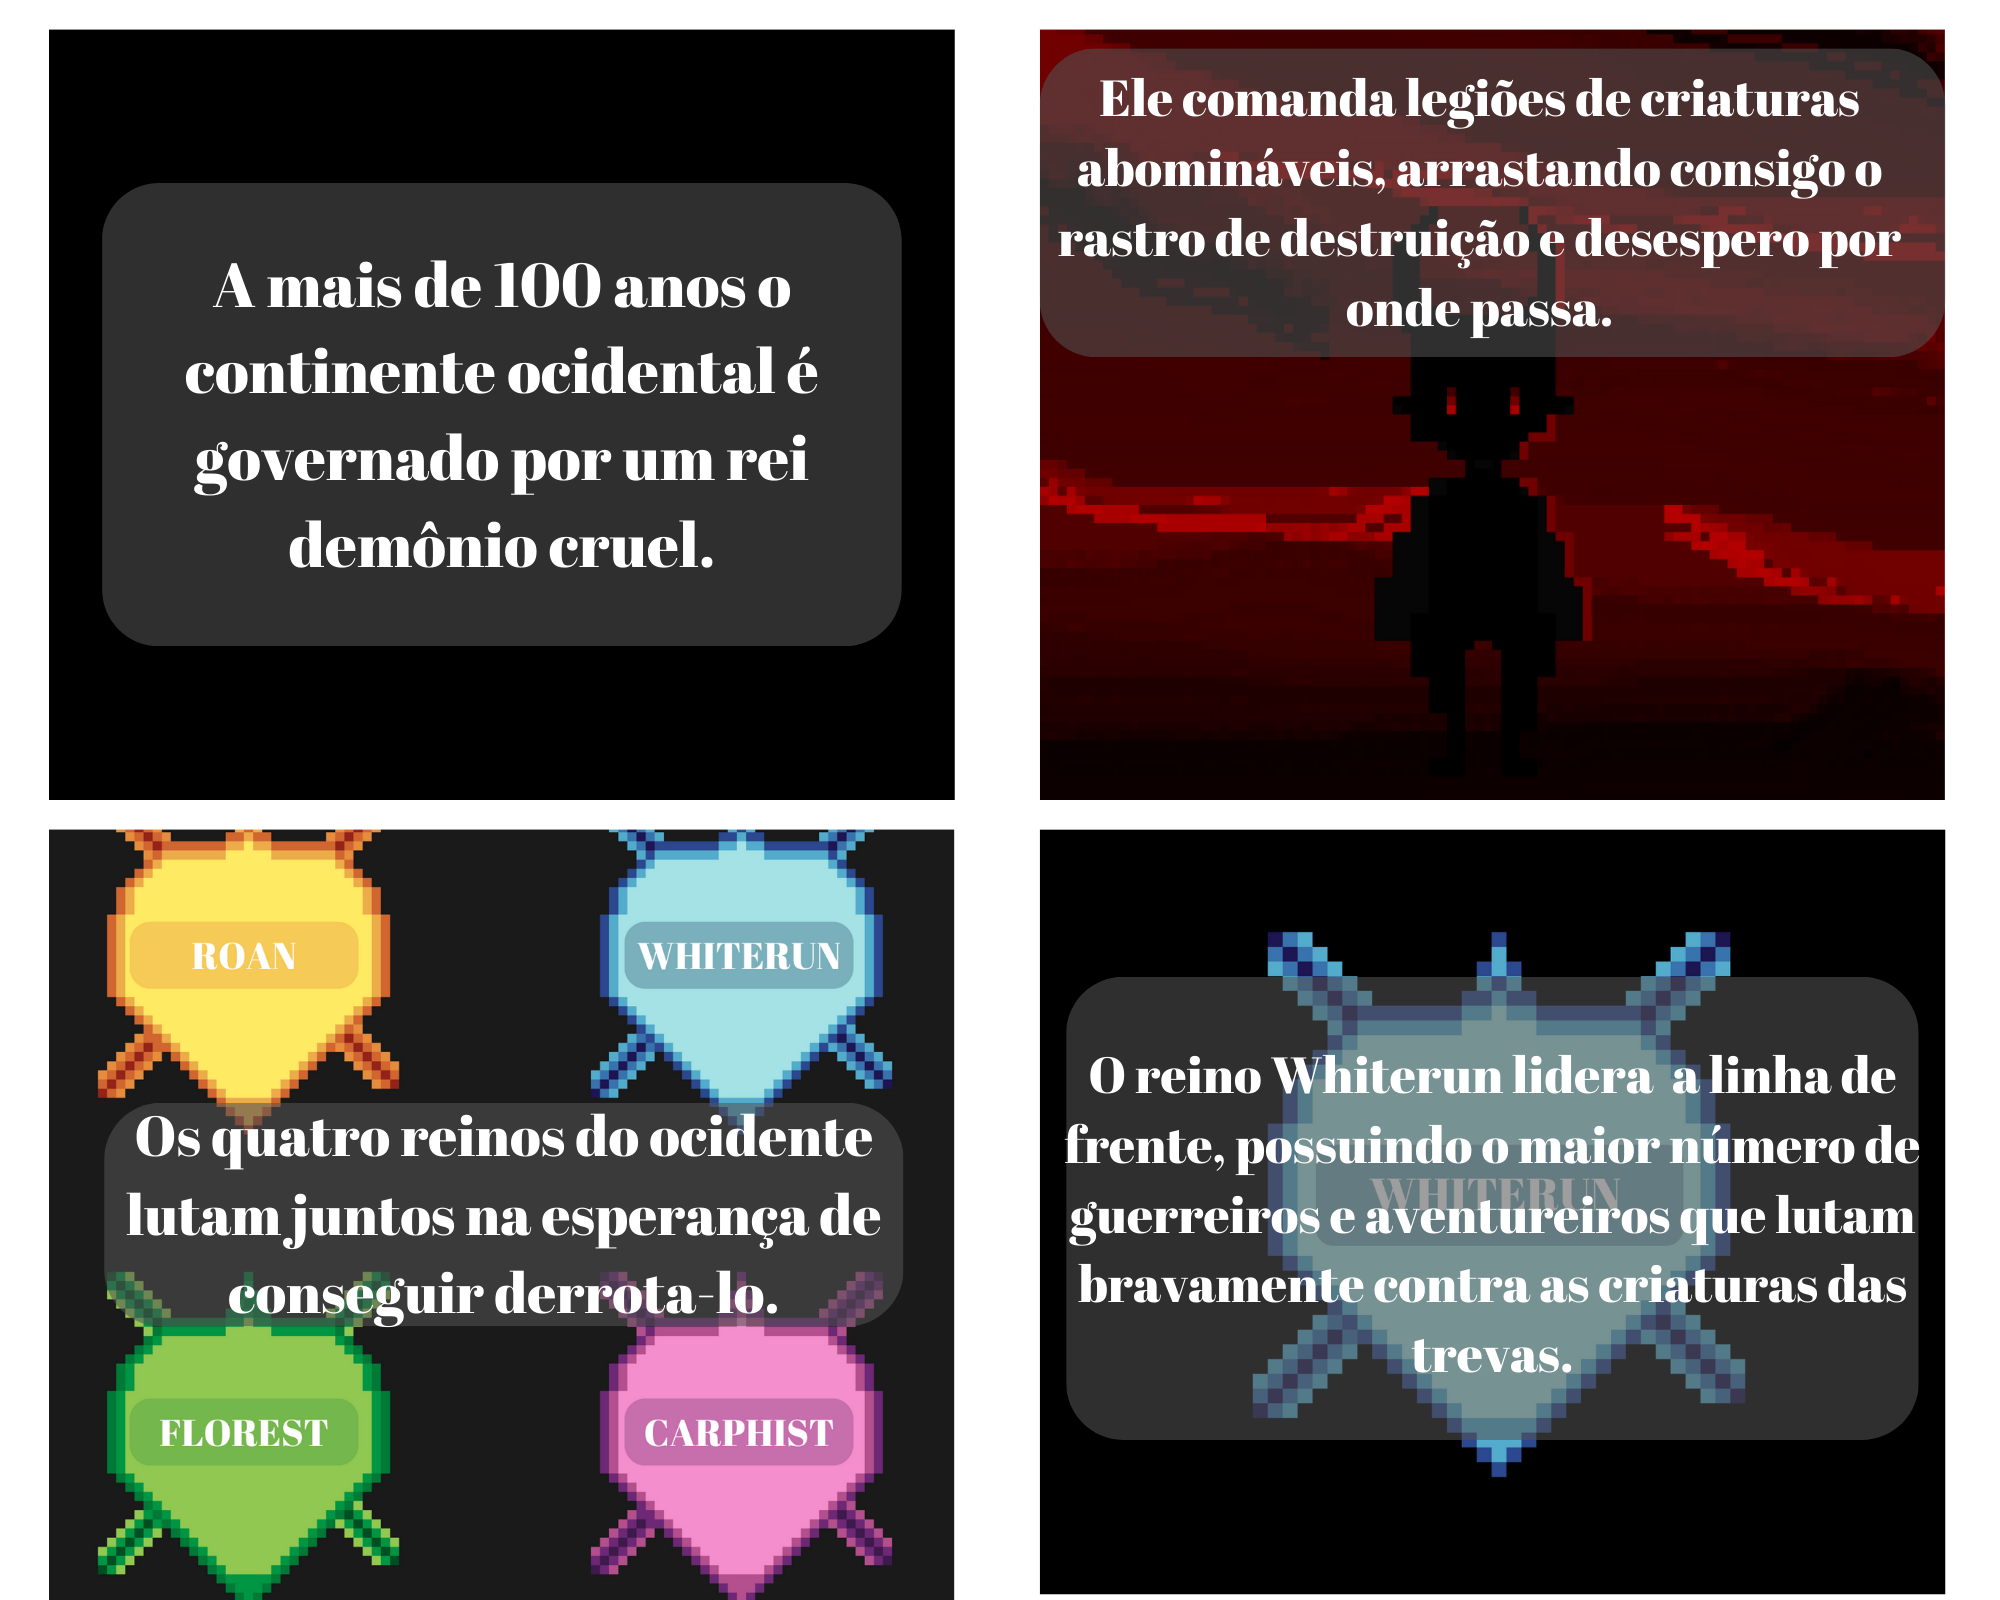 A mais de 100 anos o
continente ocidental é
governado por um rei
demônio cruel.
Ele comanda legiões de criaturas
abomináveis, arrastando consigo o
rastro de destruição e desespero por
onde passa.
ROAN
WHITERUN
Os quatro reinos do ocidente
lutam juntos na esperança de
conseguir derrota-lo.
FLOREST
CARPHIST
O reino Whiterun lidera a linha de
frente, possuindo o maior número de
WHITERUN
guerreiros e aventureiros que lutam
bravamente contra as criaturas das
trevas.